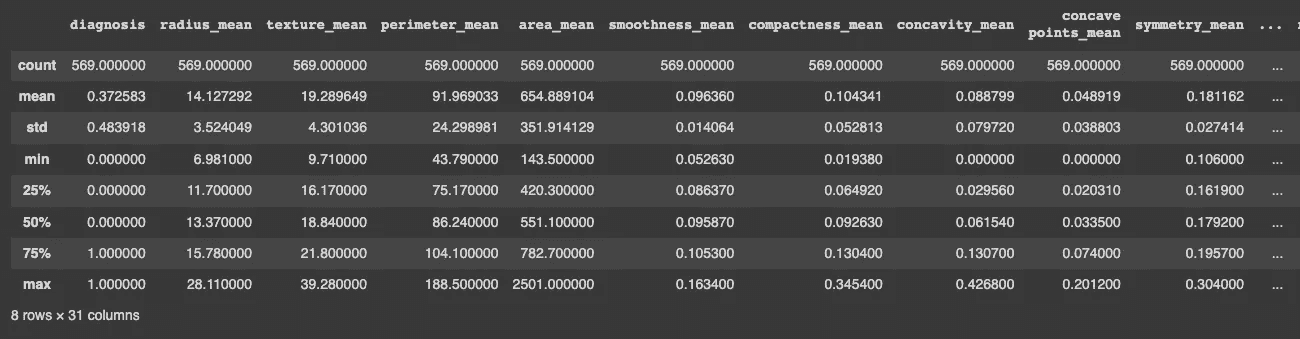 diagnosis radius_mean texture_mean perimeter_mean area_mean smoothness_mean compactness_mean concavity_mean concave points_mean symmetry_mean ...
count 569.000000 569.000000 569.000000 569.000000 569.000000 569.000000 569.000000 569.000000 569.000000 569.000000 ...
mean 0.372583 14.127292 19.289649 91.969033 654.889104 0.096360 0.104341 0.088799 0.048919 0.181162 ...
std 0.483918 3.524049 4.301036 24.298981 351.914129 0.014064 0.052813 0.079720 0.038803 0.027414 ...
min 0.000000 6.981000 9.710000 43.790000 143.500000 0.052630 0.019380 0.000000 0.000000 0.106000 ...
25% 0.000000 11.700000 16.170000 75.170000 420.300000 0.086370 0.064920 0.029560 0.020310 0.161900 ...
50% 0.000000 13.370000 18.840000 86.240000 551.100000 0.095870 0.092630 0.061540 0.033500 0.179200 ...
75% 1.000000 15.780000 21.800000 104.100000 782.700000 0.105300 0.130400 0.130700 0.074000 0.195700 ...
max 1.000000 28.110000 39.280000 188.500000 2501.000000 0.163400 0.345400 0.426800 0.201200 0.304000 ...
8 rows × 31 columns